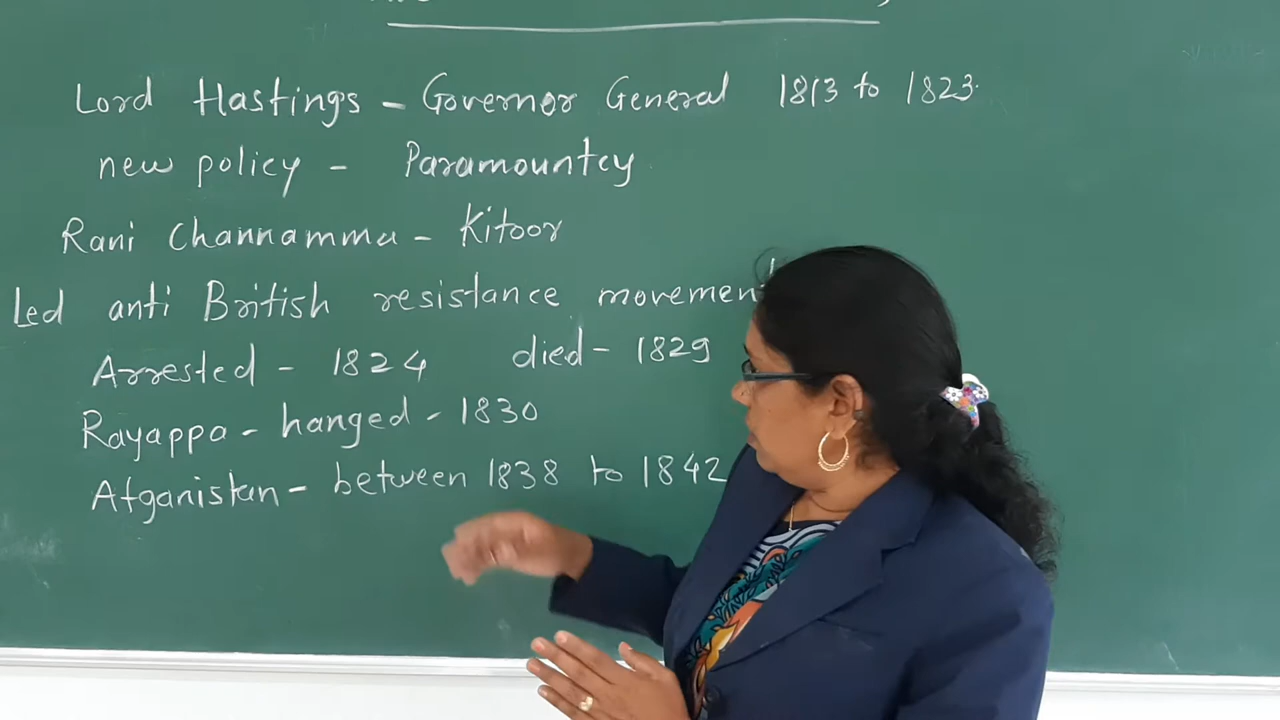 Lord Hastings - Governor General 1813 to 1823.
new policy - Paramountcy
Rani Channamma - Kitoor
Led anti British resistance movement
Arrested - 1824 died - 1829
Rayappa - hanged - 1830
Afganistan - between 1838 to 1842